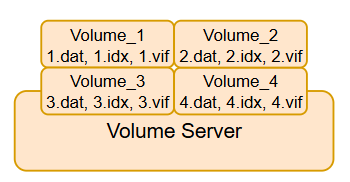 Volume_1
1.dat, 1.idx, 1.vif
Volume_2
2.dat, 2.idx, 2.vif
Volume_3
3.dat, 3.idx, 3.vif
Volume_4
4.dat, 4.idx, 4.vif
Volume Server